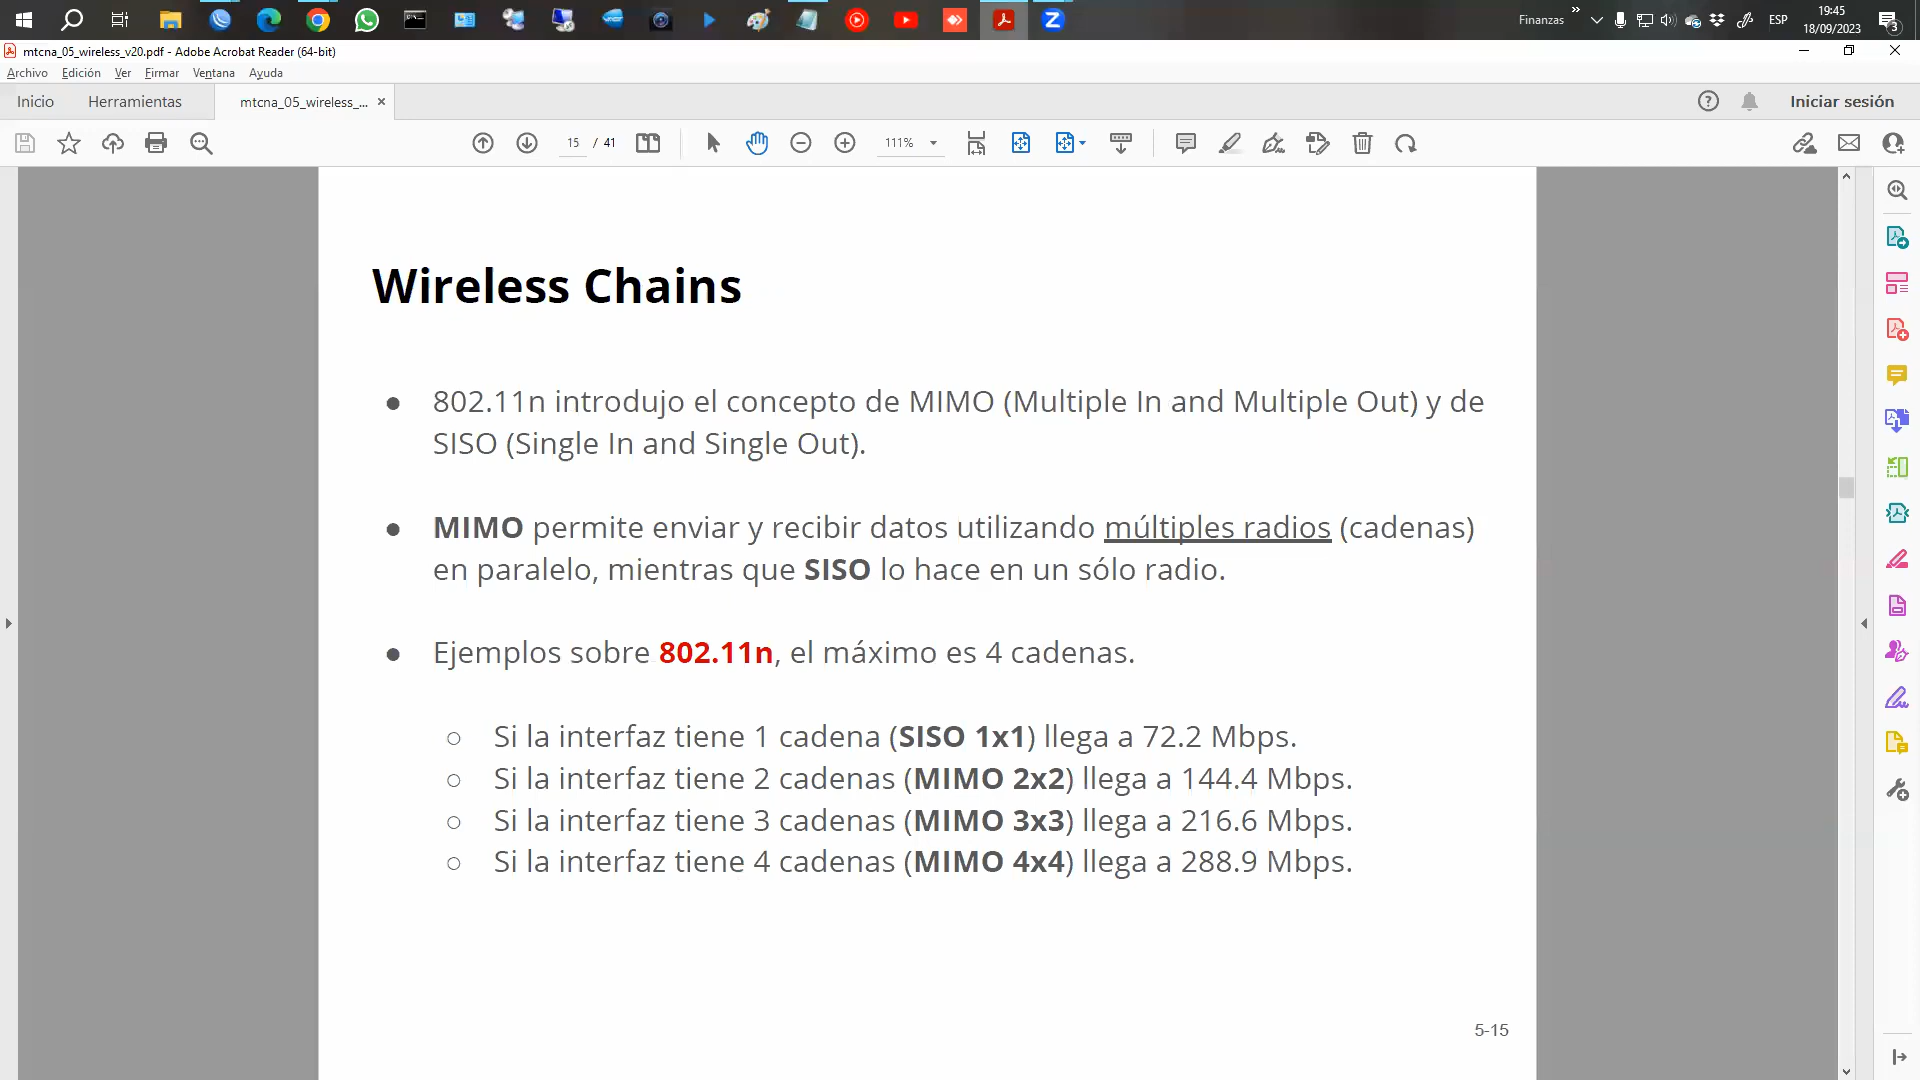 Finanzas
»
ESP
19:45
18/09/2023
3
mtcna_05_wireless_v20.pdf - Adobe Acrobat Reader (64-bit)
Archivo Edición Ver Firmar Ventana Ayuda
Inicio Herramientas mtcna_05_wireless_... × Iniciar sesión
15 / 41 111%
Wireless Chains
● 802.11n introdujo el concepto de MIMO (Multiple In and Multiple Out) y de
SISO (Single In and Single Out).
● MIMO permite enviar y recibir datos utilizando múltiples radios (cadenas)
en paralelo, mientras que SISO lo hace en un sólo radio.
● Ejemplos sobre 802.11n, el máximo es 4 cadenas.
○ Si la interfaz tiene 1 cadena (SISO 1x1) llega a 72.2 Mbps.
○ Si la interfaz tiene 2 cadenas (MIMO 2x2) llega a 144.4 Mbps.
○ Si la interfaz tiene 3 cadenas (MIMO 3x3) llega a 216.6 Mbps.
○ Si la interfaz tiene 4 cadenas (MIMO 4x4) llega a 288.9 Mbps.
5-15